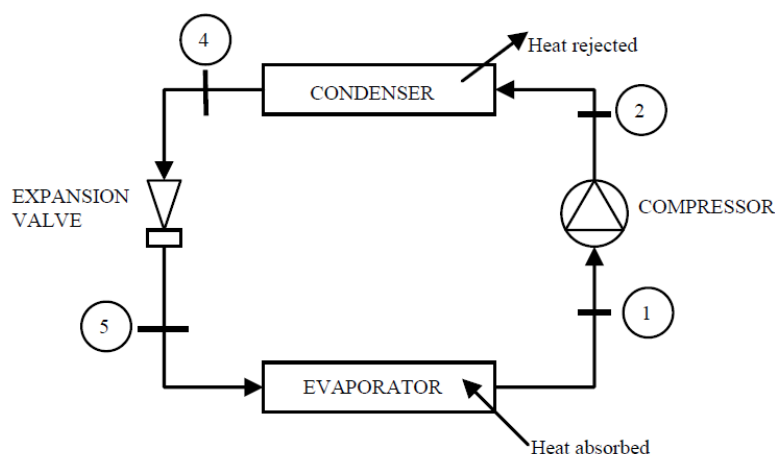 4
Heat rejected
CONDENSER
2
EXPANSION
VALVE
COMPRESSOR
1
5
EVAPORATOR
Heat absorbed